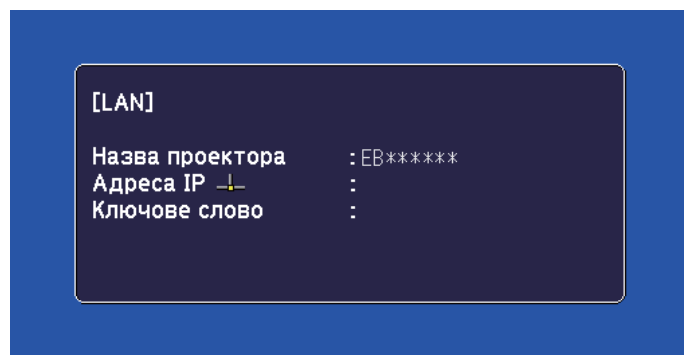 [LAN]
Назва проектора :EB******
Адреса IP :
Ключове слово :